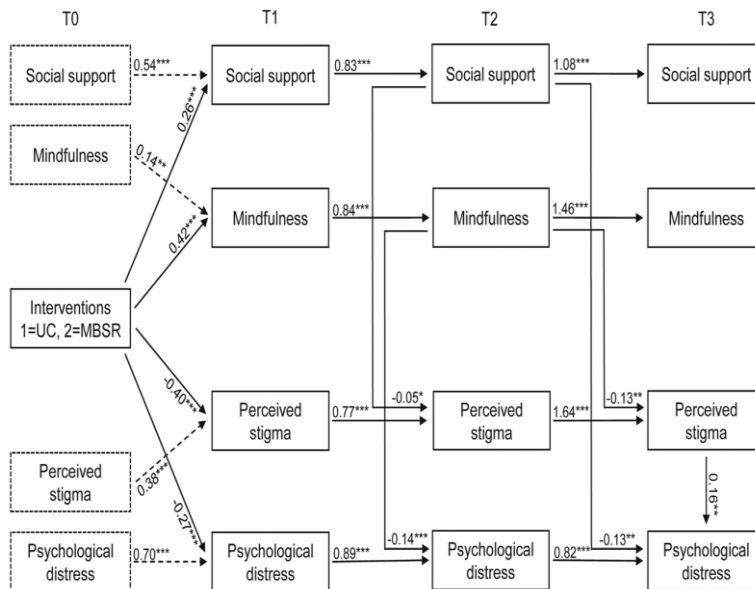 T0
T1
T2
T3
Social support
0.54***
Social support
0.83***
Social support
1.08***
Social support
0.26***
Mindfulness
0.14**
Mindfulness
0.84***
Mindfulness
1.46***
Mindfulness
0.42***
Interventions
1=UC, 2=MBSR
-0.40***
Perceived
stigma
0.77***
-0.05*
Perceived
stigma
1.64***
-0.13**
Perceived
stigma
Perceived
stigma
0.38***
-0.27***
0.16**
Psychological
distress
0.70***
Psychological
distress
0.89***
-0.14***
Psychological
distress
0.82***
-0.13**
Psychological
distress